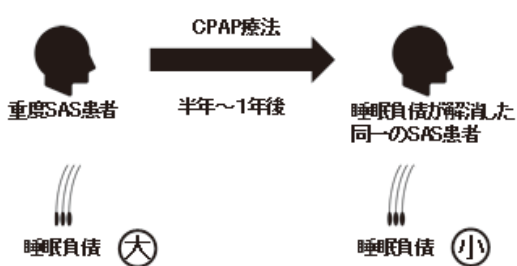 CPAP療法
重度SAS患者
半年～1年後
睡眠負債が解消した
同一のSAS患者
睡眠負債 大
睡眠負債 小